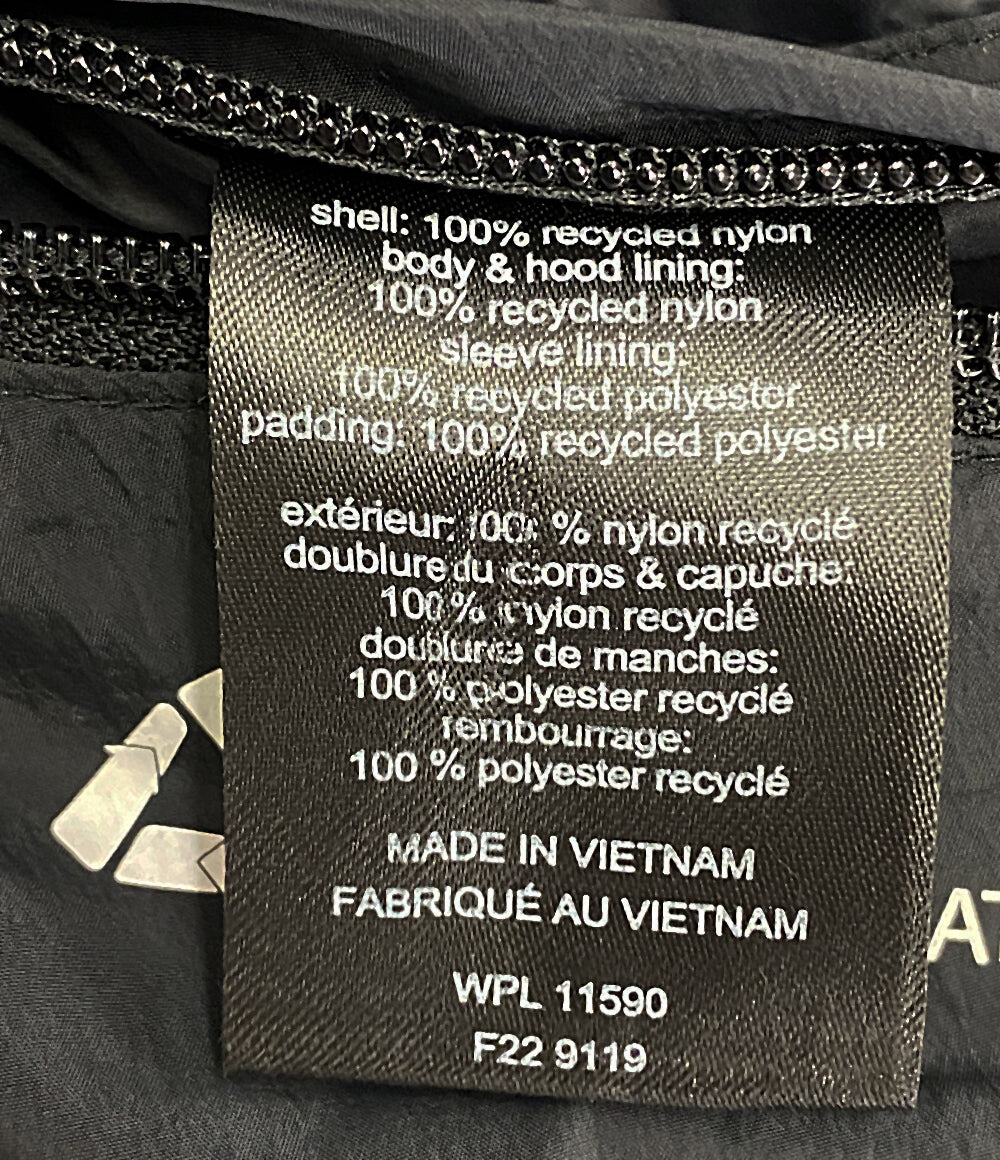 shell: 100% recycled nylon
body & hood lining:
100% recycled nylon
sleeve lining:
100% recycled polyester
padding: 100% recycled polyester
extérieur: 100 % nylon recyclé
doublure du corps & capuche:
100 % nylon recyclé
doublure de manches:
100 % polyester recyclé
rembourrage:
100 % polyester recyclé
MADE IN VIETNAM
FABRIQUÉ AU VIETNAM
AT
WPL 11590
F22 9119